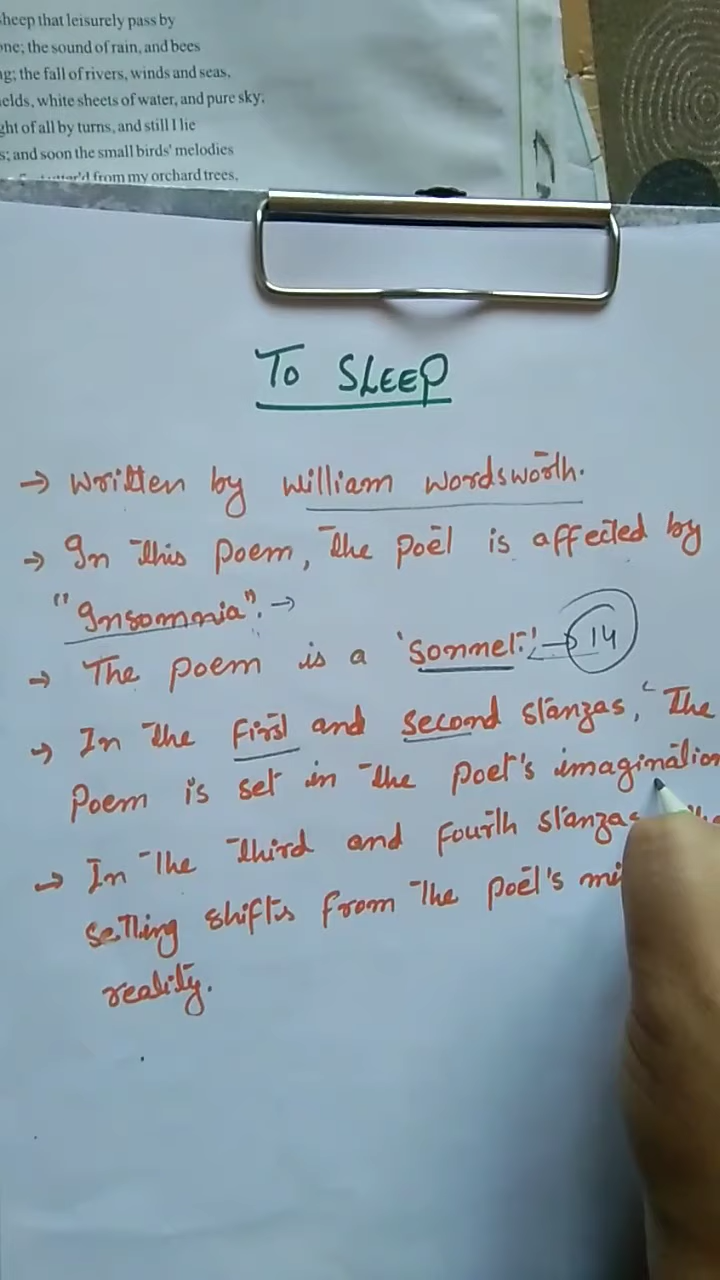 heep that leisurely pass by
one; the sound of rain, and bees
g; the fall of rivers, winds and seas,
elds, white sheets of water, and pure sky;
ght of all by turns, and still I lie
s; and soon the small birds' melodies
from my orchard trees,
TO SLEEP
→ written by william wordsworth.
→ In this poem, the poet is affected by
"Insomnia". →
→ The poem is a 'sonnet.' → 14
→ In the first and second stanzas, The
poem is set in the poet's imagination
→ In the third and fourth stanzas
setting shifts from the poet's
reality.